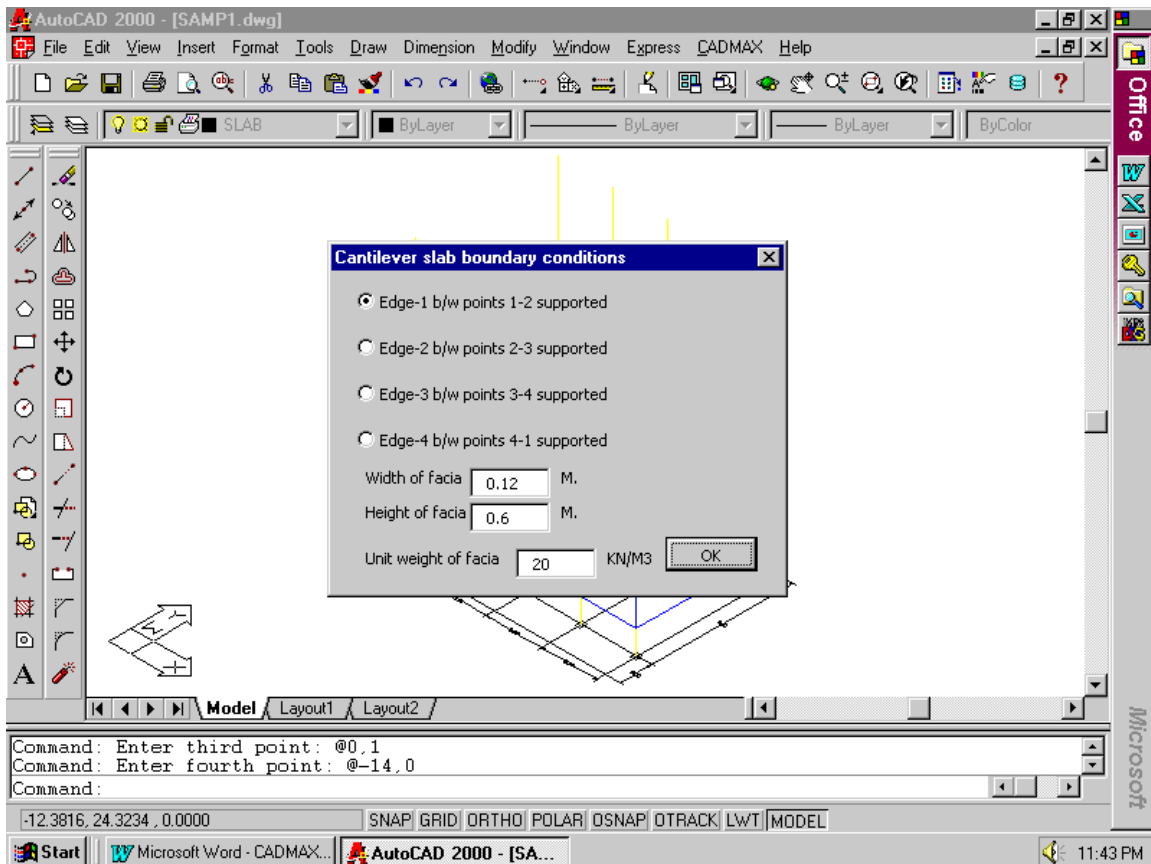 AutoCAD 2000 - [SAMP1.dwg]
File Edit View Insert Format Tools Draw Dimension Modify Window Express CADMAX Help
SLAB ByLayer ByLayer ByLayer ByColor
Office
Cantilever slab boundary conditions
Edge-1 b/w points 1-2 supported
Edge-2 b/w points 2-3 supported
Edge-3 b/w points 3-4 supported
Edge-4 b/w points 4-1 supported
Width of facia 0.12 M.
Height of facia 0.6 M.
Unit weight of facia 20 KN/M3 OK
Model Layout1 Layout2
Microsoft
Command: Enter third point: @0,1
Command: Enter fourth point: @-14,0
Command:
-12.3816, 24.3234 , 0.0000 SNAP GRID ORTHO POLAR OSNAP OTRACK LWT MODEL
Start Microsoft Word - CADMAX... AutoCAD 2000 - [SA... 11:43 PM